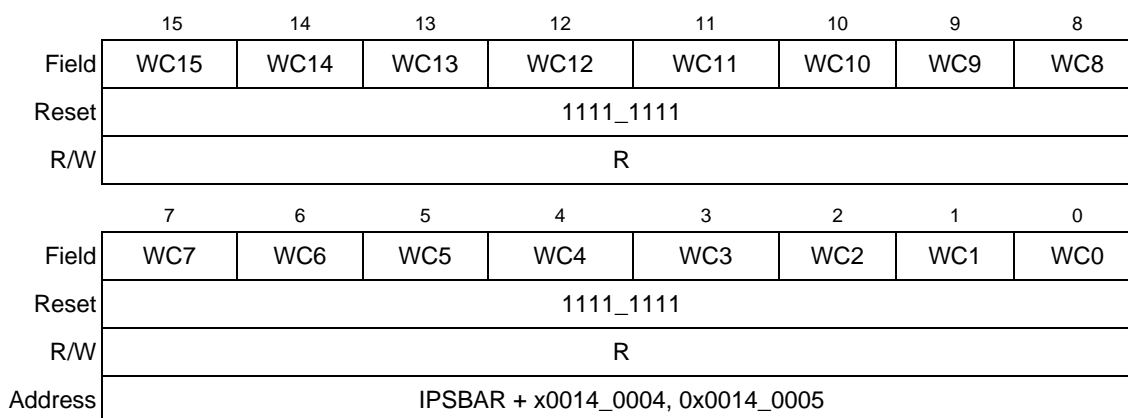 15 14 13 12 11 10 9 8
Field WC15 WC14 WC13 WC12 WC11 WC10 WC9 WC8
Reset 1111_1111
R/W R
7 6 5 4 3 2 1 0
Field WC7 WC6 WC5 WC4 WC3 WC2 WC1 WC0
Reset 1111_1111
R/W R
Address IPSBAR + x0014_0004, 0x0014_0005